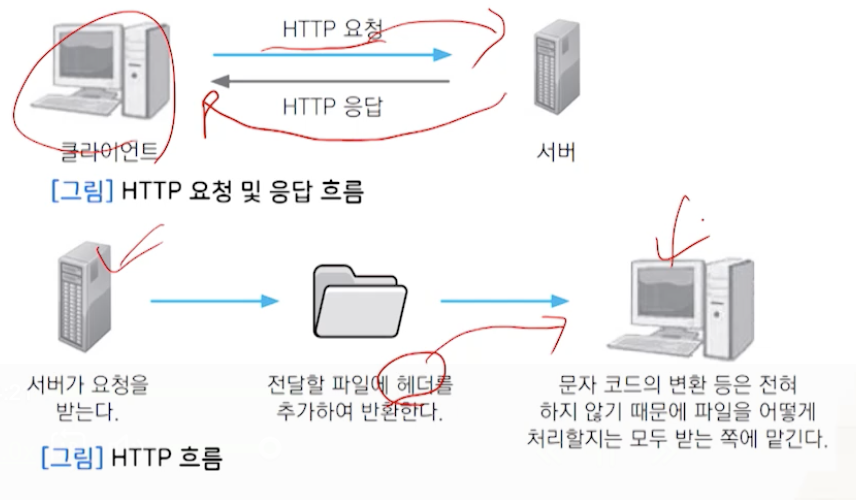 HTTP 요청
HTTP 응답
클라이언트
서버
[그림] HTTP 요청 및 응답 흐름
서버가 요청을
받는다.
전달할 파일에 헤더를
추가하여 반환한다.
문자 코드의 변환 등은 전혀
하지 않기 때문에 파일을 어떻게
처리할지는 모두 받는 쪽에 맡긴다.
[그림] HTTP 흐름